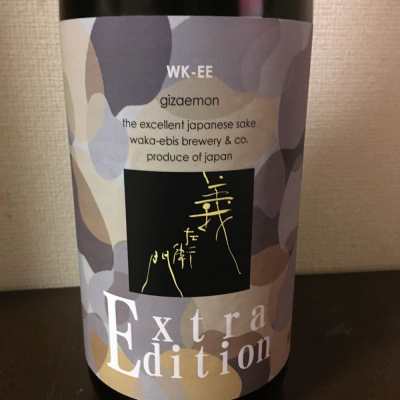 WK-EE
gizaemon
the excellent japanese sake
waka-ebis brewery & co.
produce of japan
義
左
衛
門
Extra
Edition